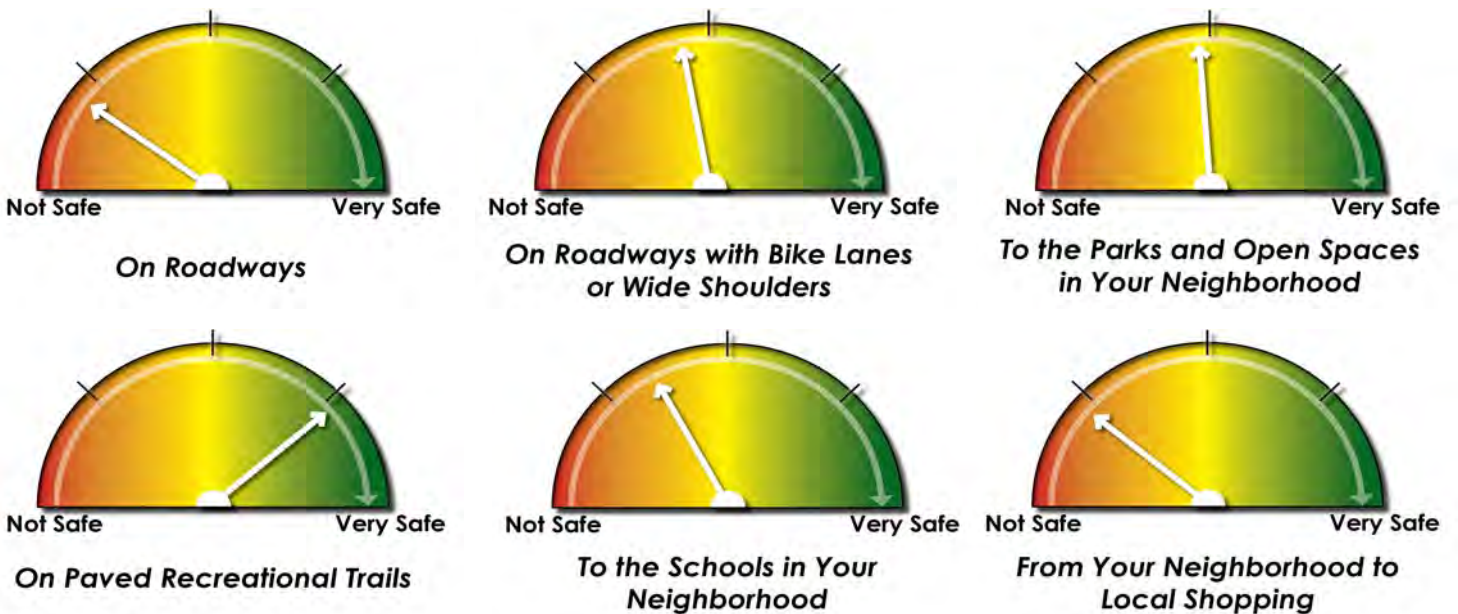 Not Safe Very Safe
On Roadways
Not Safe Very Safe
On Roadways with Bike Lanes
or Wide Shoulders
Not Safe Very Safe
To the Parks and Open Spaces
in Your Neighborhood
Not Safe Very Safe
On Paved Recreational Trails
Not Safe Very Safe
To the Schools in Your
Neighborhood
Not Safe Very Safe
From Your Neighborhood to
Local Shopping